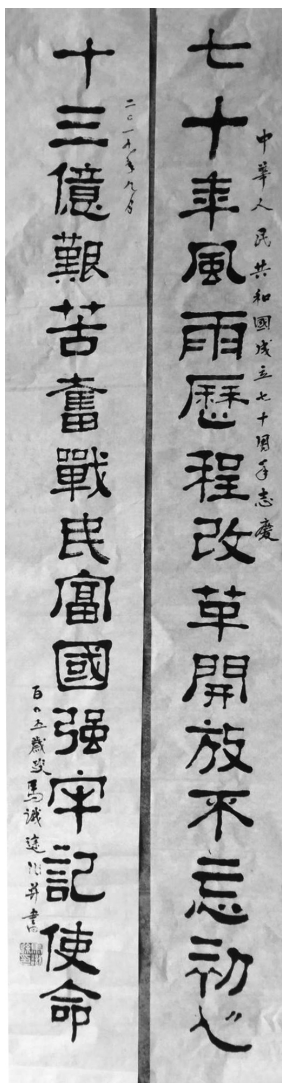 中華人民共和國成立七十周年志慶
七十年風雨歷程改革開放不忘初心
二〇一九年九月
十三億艱苦奮戰民富國强牢記使命
百〇五歲叟馬識途作并書